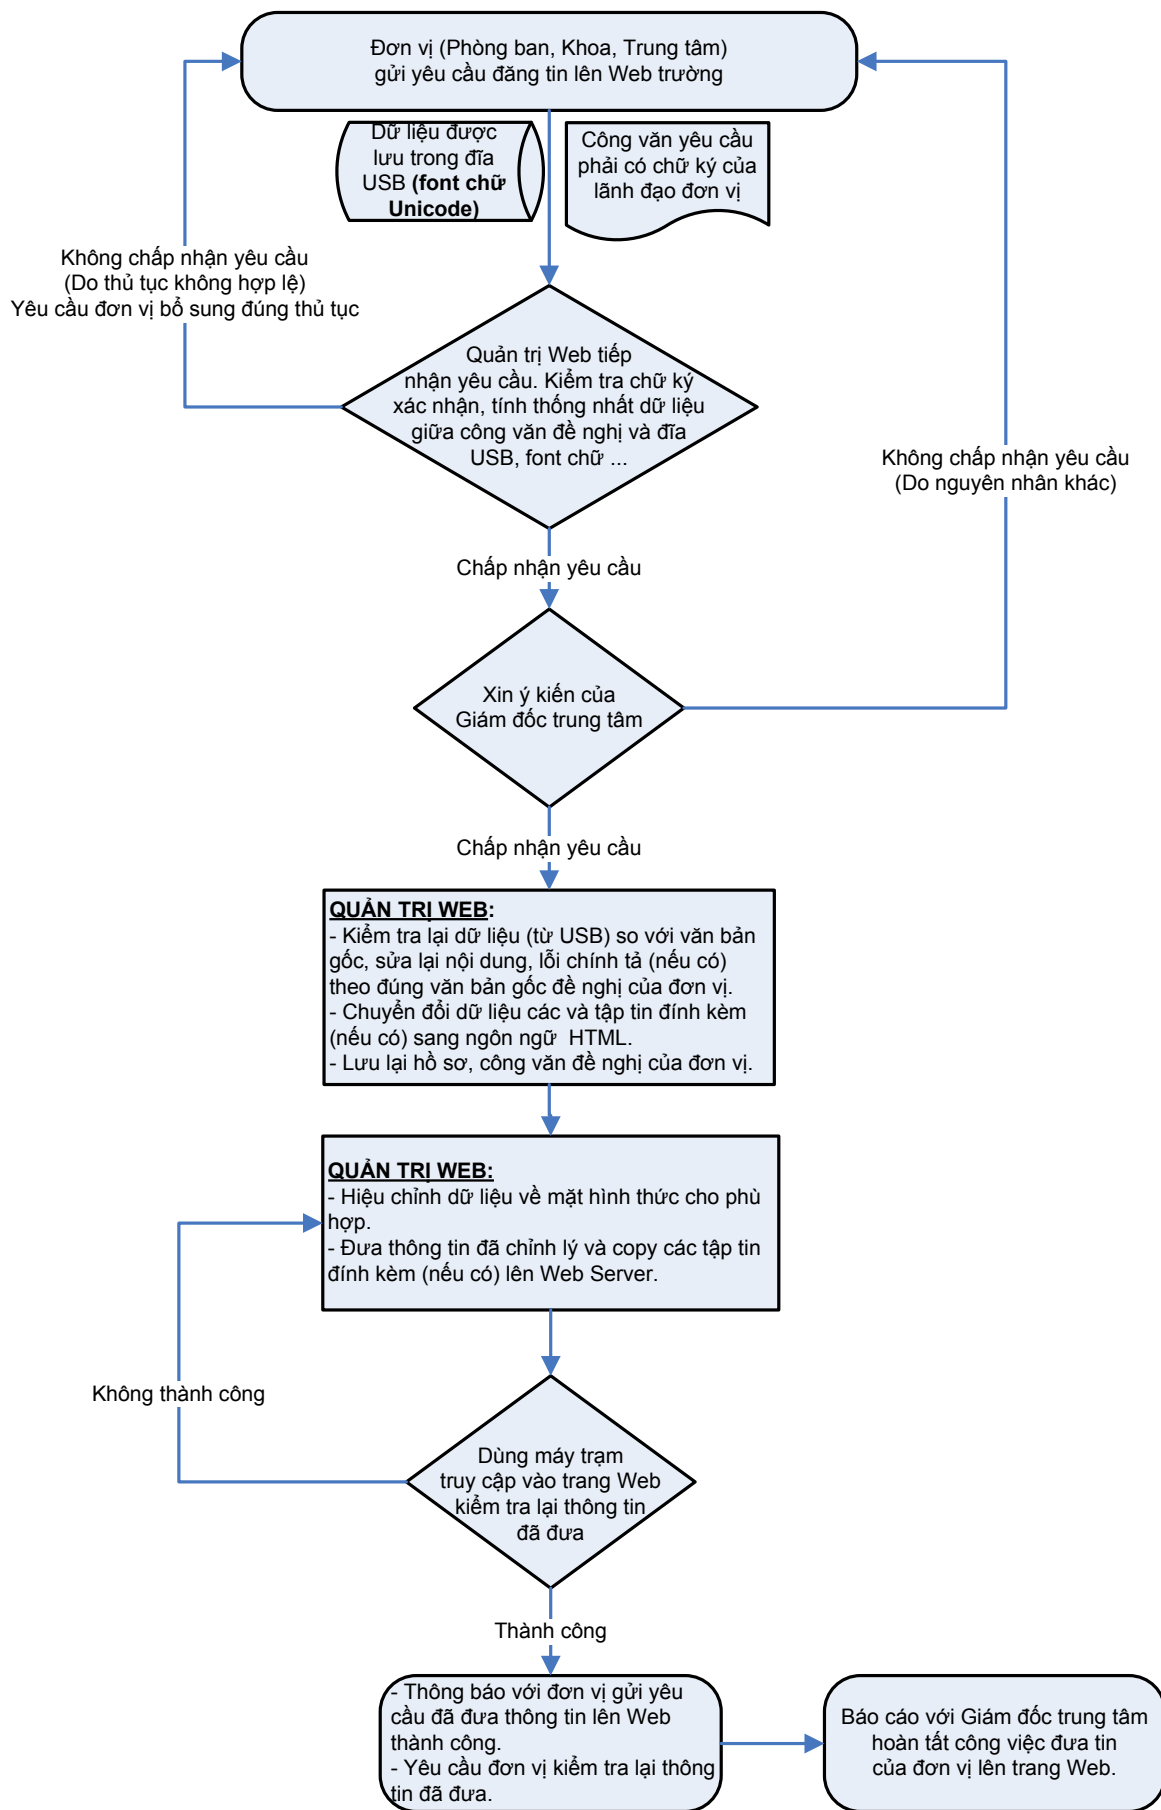 Đơn vị (Phòng ban, Khoa, Trung tâm)
gửi yêu cầu đăng tin lên Web trường
Dữ liệu được
lưu trong đĩa
USB (font chữ
Unicode)
Công văn yêu cầu
phải có chữ ký của
lãnh đạo đơn vị
Không chấp nhận yêu cầu
(Do thủ tục không hợp lệ)
Yêu cầu đơn vị bổ sung đúng thủ tục
Quản trị Web tiếp
nhận yêu cầu. Kiểm tra chữ ký
xác nhận, tính thống nhất dữ liệu
giữa công văn đề nghị và đĩa
USB, font chữ ...
Không chấp nhận yêu cầu
(Do nguyên nhân khác)
Chấp nhận yêu cầu
Xin ý kiến của
Giám đốc trung tâm
Chấp nhận yêu cầu
QUẢN TRỊ WEB:
- Kiểm tra lại dữ liệu (từ USB) so với văn bản
gốc, sửa lại nội dung, lỗi chính tả (nếu có)
theo đúng văn bản gốc đề nghị của đơn vị.
- Chuyển đổi dữ liệu các và tập tin đính kèm
(nếu có) sang ngôn ngữ  HTML.
- Lưu lại hồ sơ, công văn đề nghị của đơn vị.
QUẢN TRỊ WEB:
- Hiệu chỉnh dữ liệu về mặt hình thức cho phù
hợp.
- Đưa thông tin đã chỉnh lý và copy các tập tin
đính kèm (nếu có) lên Web Server.
Không thành công
Dùng máy trạm
truy cập vào trang Web
kiểm tra lại thông tin
đã đưa
Thành công
- Thông báo với đơn vị gửi yêu
cầu đã đưa thông tin lên Web
thành công.
- Yêu cầu đơn vị kiểm tra lại thông
tin đã đưa.
Báo cáo với Giám đốc trung tâm
hoàn tất công việc đưa tin
của đơn vị lên trang Web.